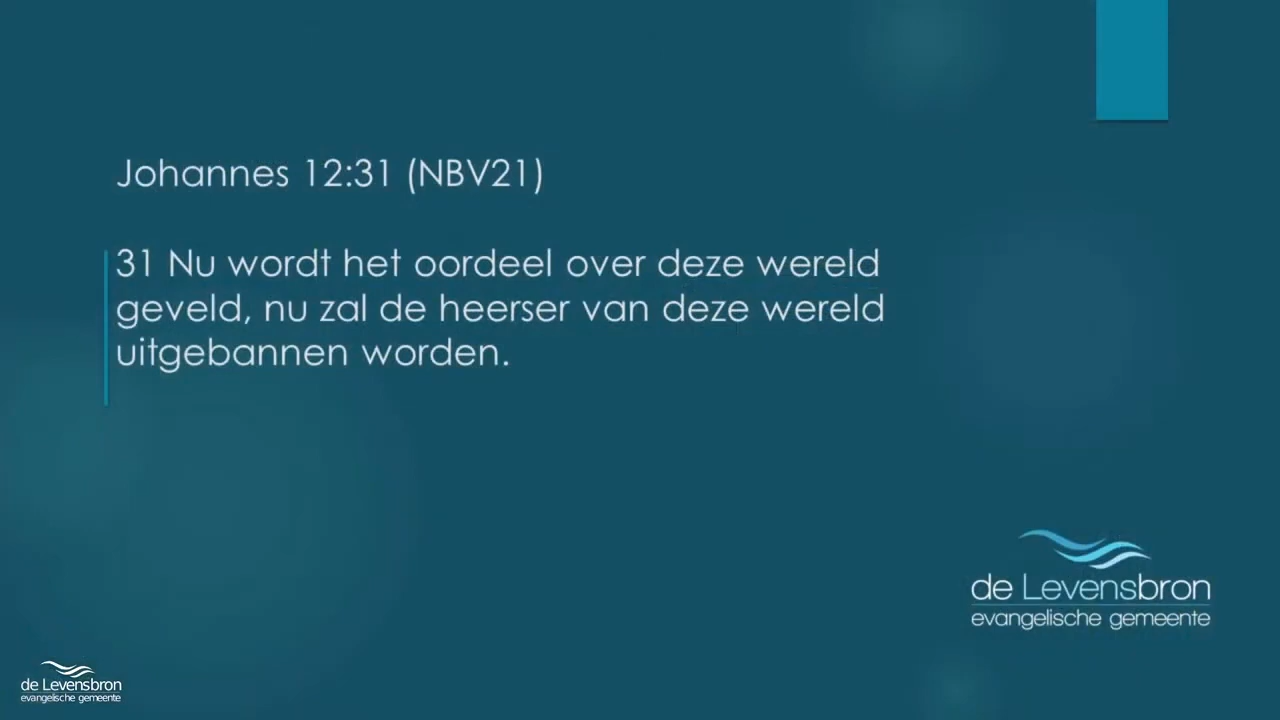 Johannes 12:31 (NBV21)
31 Nu wordt het oordeel over deze wereld
geveld, nu zal de heerser van deze wereld
uitgebannen worden.
de Levensbron
evangelische gemeente
de Levensbron
evangelische gemeente